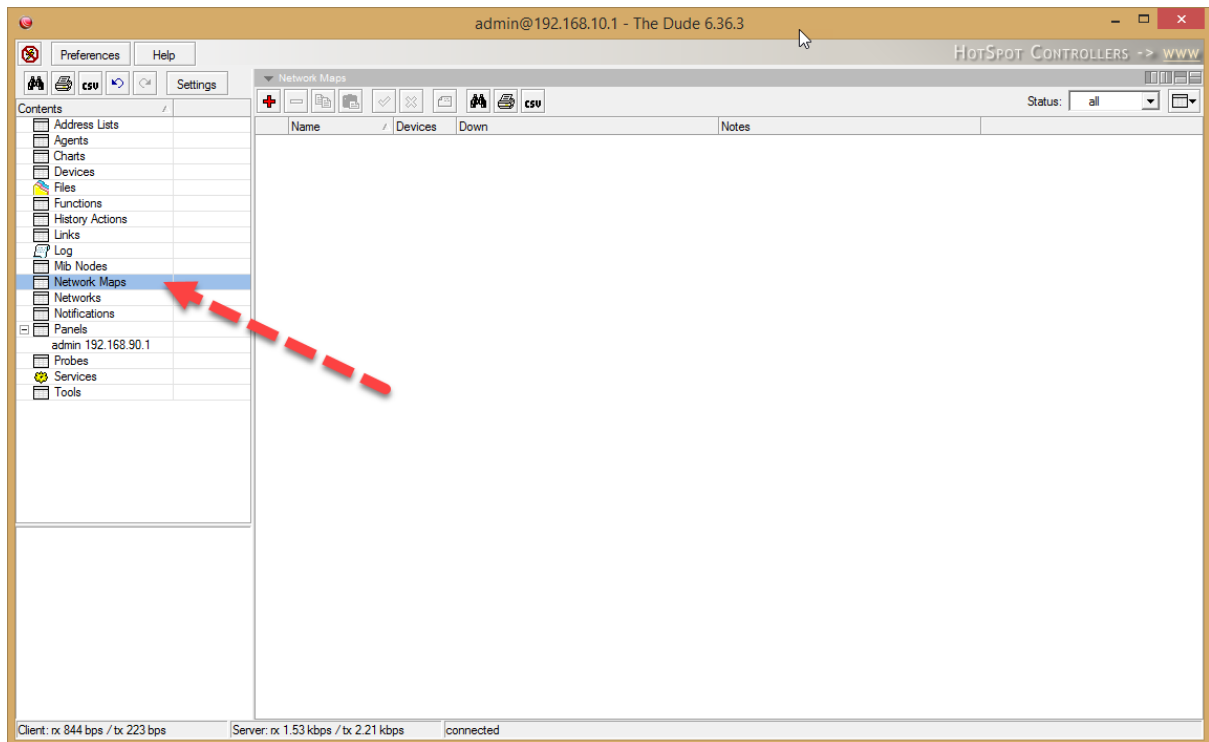 admin@192.168.10.1 - The Dude 6.36.3
Preferences Help HotSpot Controllers -> www
csv Settings
Network Maps
Contents
csv Status: all
Name Devices Down Notes
Address Lists
Agents
Charts
Devices
Files
Functions
History Actions
Links
Log
Mib Nodes
Network Maps
Networks
Notifications
Panels
admin 192.168.90.1
Probes
Services
Tools
Client: rx 844 bps / tx 223 bps Server: rx 1.53 kbps / tx 2.21 kbps connected